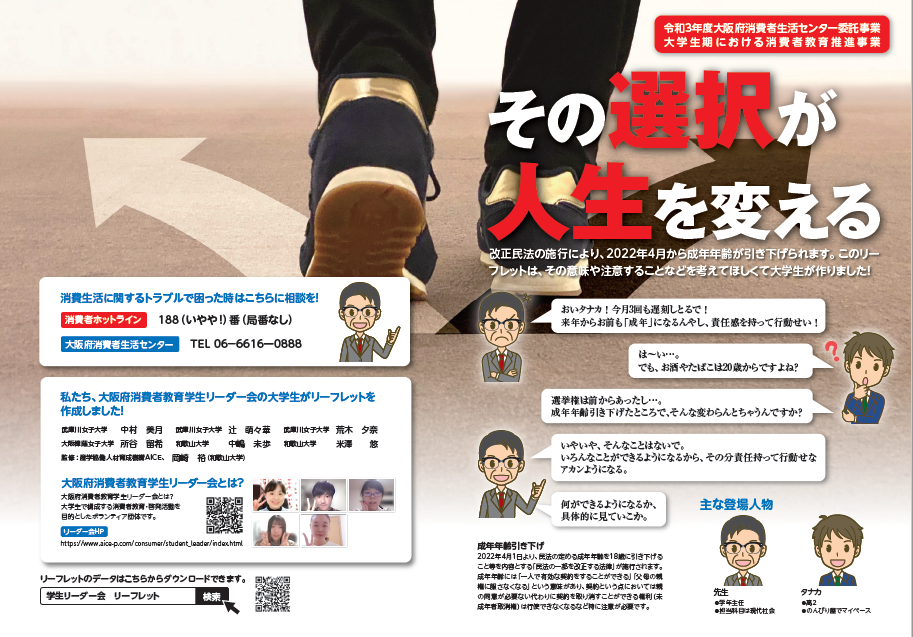 令和3年度大阪府消費者生活センター委託事業
大学生期における消費者教育推進事業
その選択が
人生を変える
改正民法の施行により、2022年4月から成年年齢が引き下げられます。このリー
フレットは、その意味や注意することなどを考えてほしくて大学生が作りました!
おいタナカ!今月3回も遅刻しとるで!
来年からお前も「成年」になるんやし、責任感を持って行動せい!
は〜い…。
でも、お酒やたばこは20歳からですよね?
?
選挙権は前からあったし…。
成年年齢引き下げたところで、そんな変わらんとちゃうんですか?
いやいや、そんなことはないで。
いろんなことができるようになるから、その分責任持って行動せな
アカンようになる。
何ができるようになるか、
具体的に見ていこか。
成年年齢引き下げ
2022年4月1日より、民法の定める成年年齢を18歳に引き下げる
こと等を内容とする「民法の一部を改正する法律」が施行されます。
成年年齢には「一人で有効な契約をすることができる」「父母の親
権に服さなくなる」という意味があり、契約という点においては親
の同意が必要ない代わりに契約を取り消すことができる権利(未
成年者取消権)は行使できなくなるなど特に注意が必要です。
主な登場人物
先生
●学年主任
●担当科目は現代社会
タナカ
●高2
●のんびり屋でマイペース
消費生活に関するトラブルで困った時はこちらに相談を!
消費者ホットライン 188(いやや!)番(局番なし)
大阪府消費者生活センター TEL 06−6616−0888
私たち、大阪府消費者教育学生リーダー会の大学生がリーフレットを
作成しました!
武庫川女子大学 中村 美月 武庫川女子大学 辻 萌々華 武庫川女子大学 荒木 夕奈
大阪樟蔭女子大学 所谷 留希 和歌山大学 中嶋 未歩 和歌山大学 米澤 悠
監修:産学協働人材育成機構AICE、 岡崎 裕(和歌山大学)
大阪府消費者教育学生リーダー会とは?
大阪府消費者教育学生リーダー会とは?
大学生で構成する消費者教育・啓発活動を
目的としたボランティア団体です。
リーダー会HP
https://www.aice-p.com/consumer/student_leader/index.html
リーフレットのデータはこちらからダウンロードできます。
学生リーダー会 リーフレット 検索